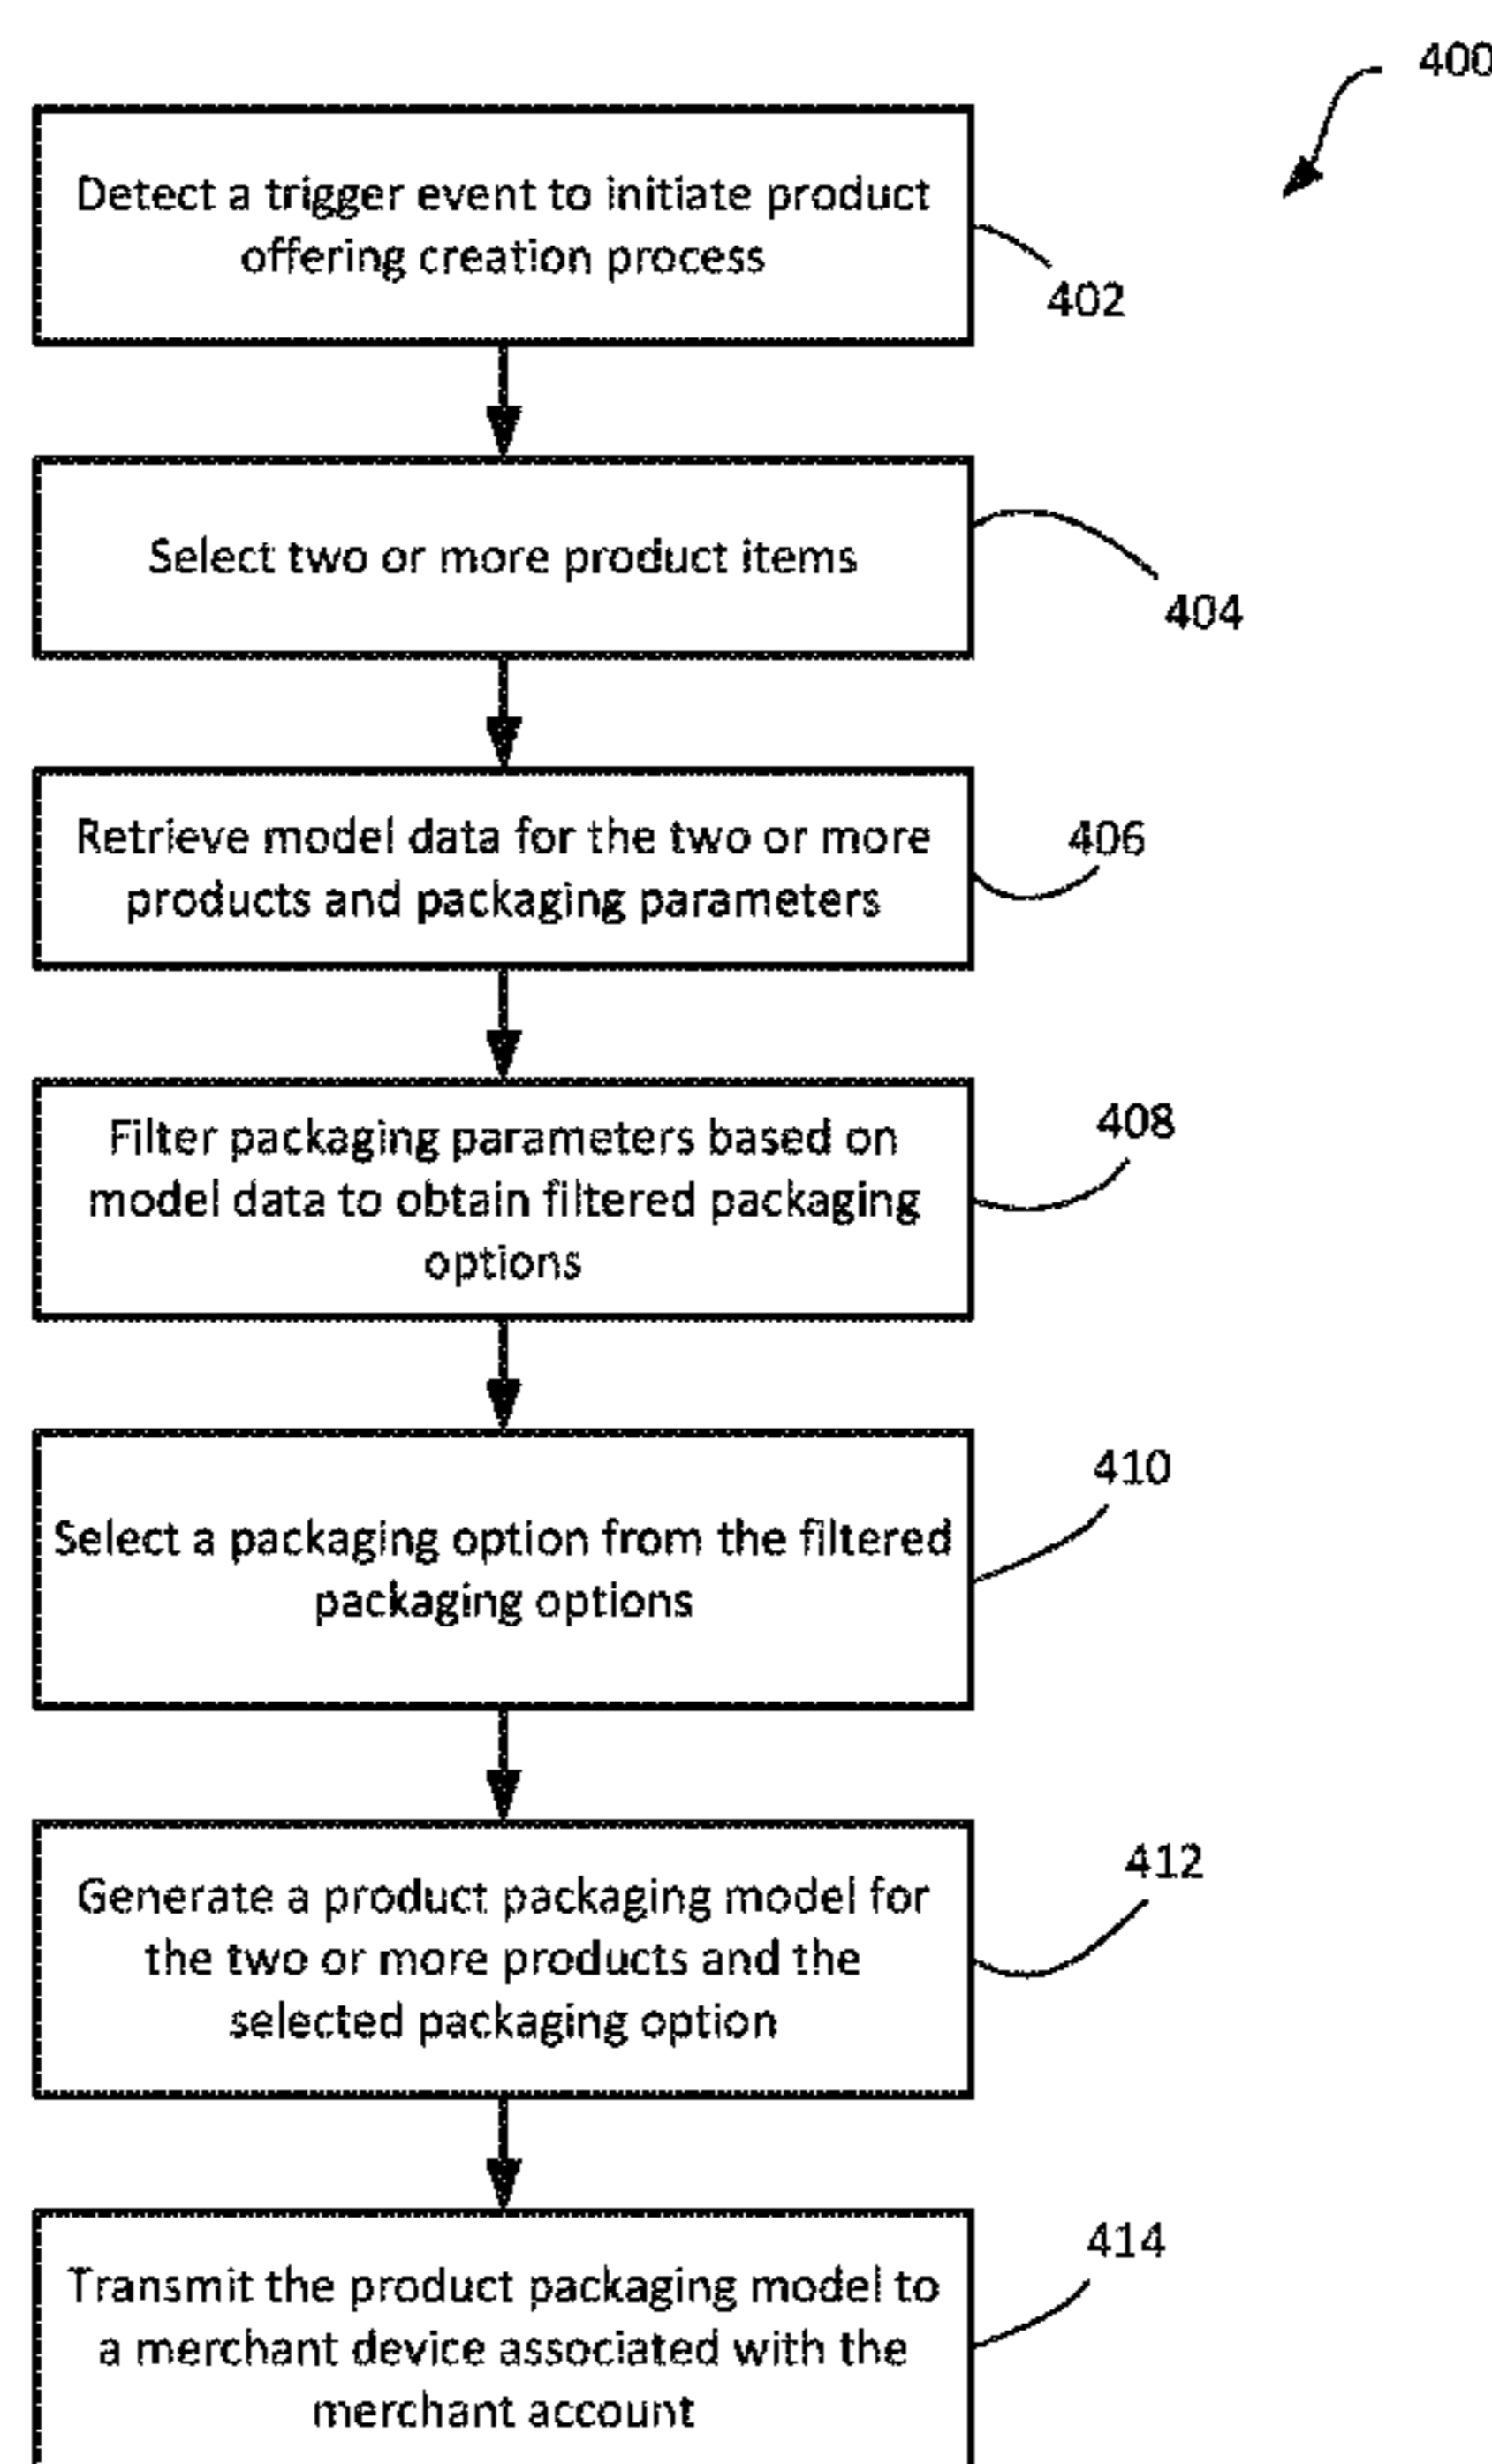 400
Detect a trigger event to initiate product
offering creation process
402
Select two or more product items
404
Retrieve model data for the two or more
products and packaging parameters
406
Filter packaging parameters based on
model data to obtain filtered packaging
options
408
Select a packaging option from the filtered
packaging options
410
Generate a product packaging model for
the two or more products and the
selected packaging option
412
Transmit the product packaging model to
a merchant device associated with the
merchant account
414